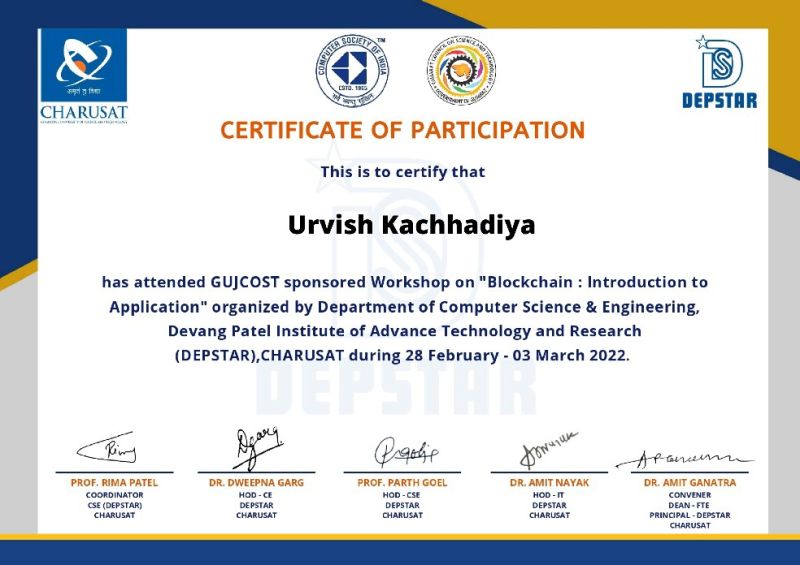 CHARUSAT
COMPUTER SOCIETY OF INDIA
TM
ESTD. 1965
DEPSTAR
CERTIFICATE OF PARTICIPATION
This is to certify that
Urvish Kachhadiya
has attended GUJCOST sponsored Workshop on "Blockchain : Introduction to
Application" organized by Department of Computer Science & Engineering,
Devang Patel Institute of Advance Technology and Research
(DEPSTAR),CHARUSAT during 28 February - 03 March 2022.
DEPSTAR
PROF. RIMA PATEL
COORDINATOR
CSE (DEPSTAR)
CHARUSAT
DR. DWEEPNA GARG
HOD - CE
DEPSTAR
CHARUSAT
PROF. PARTH GOEL
HOD - CSE
DEPSTAR
CHARUSAT
DR. AMIT NAYAK
HOD - IT
DEPSTAR
CHARUSAT
DR. AMIT GANATRA
CONVENER
DEAN - FTE
PRINCIPAL - DEPSTAR
CHARUSAT